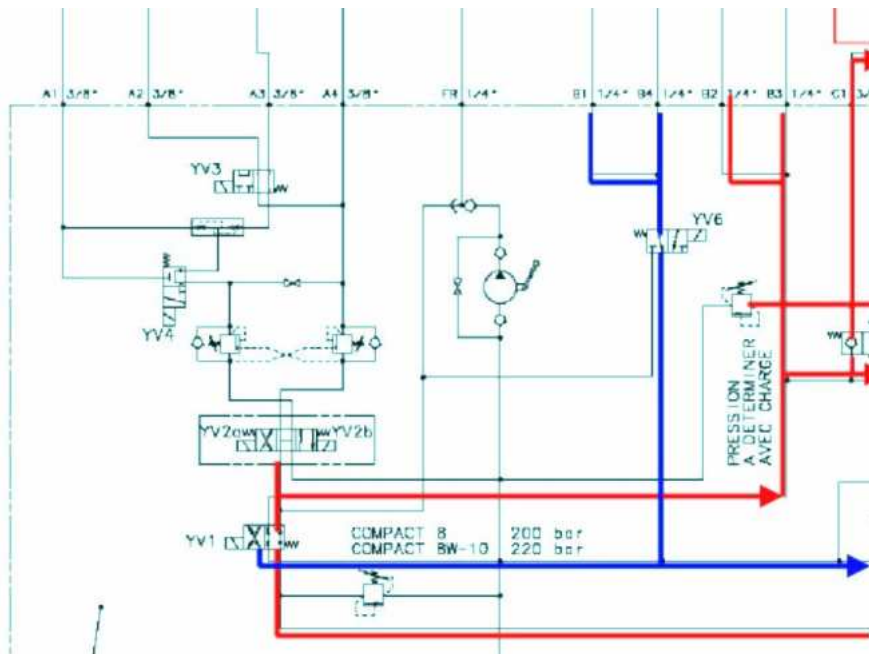 A1 3/8" A2 3/8" A3 3/8" A4 3/8" FR 1/4" B1 1/4" B4 1/4" B2 1/4" B3 1/4" C1 3/
YV3
YV6
YV4
PRESSION
A DETERMINER
AVEC CHARGE
YV2a YV2b
YV1
COMPACT 8 200 bar
COMPACT 8W-10 220 bar